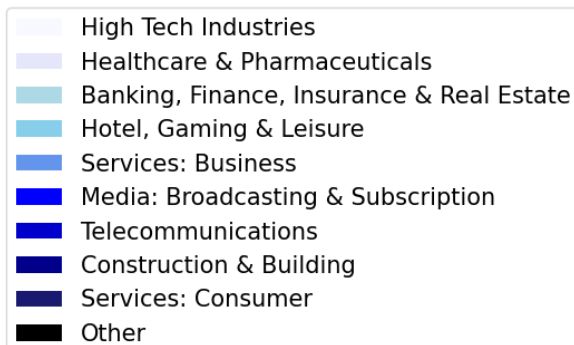 High Tech Industries
Healthcare & Pharmaceuticals
Banking, Finance, Insurance & Real Estate
Hotel, Gaming & Leisure
Services: Business
Media: Broadcasting & Subscription
Telecommunications
Construction & Building
Services: Consumer
Other